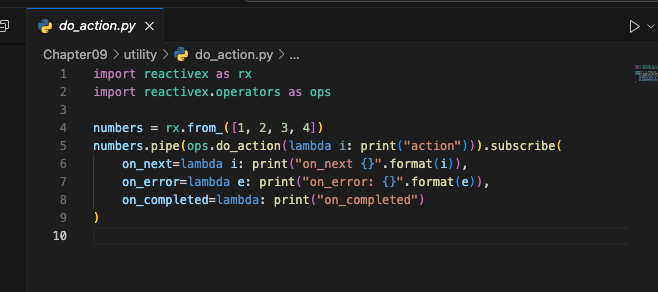 do_action.py ×
Chapter09 > utility > do_action.py > ...
1 import reactivex as rx
2 import reactivex.operators as ops
3
4 numbers = rx.from_([1, 2, 3, 4])
5 numbers.pipe(ops.do_action(lambda i: print("action"))).subscribe(
6     on_next=lambda i: print("on_next {}".format(i)),
7     on_error=lambda e: print("on_error: {}".format(e)),
8     on_completed=lambda: print("on_completed")
9 )
10